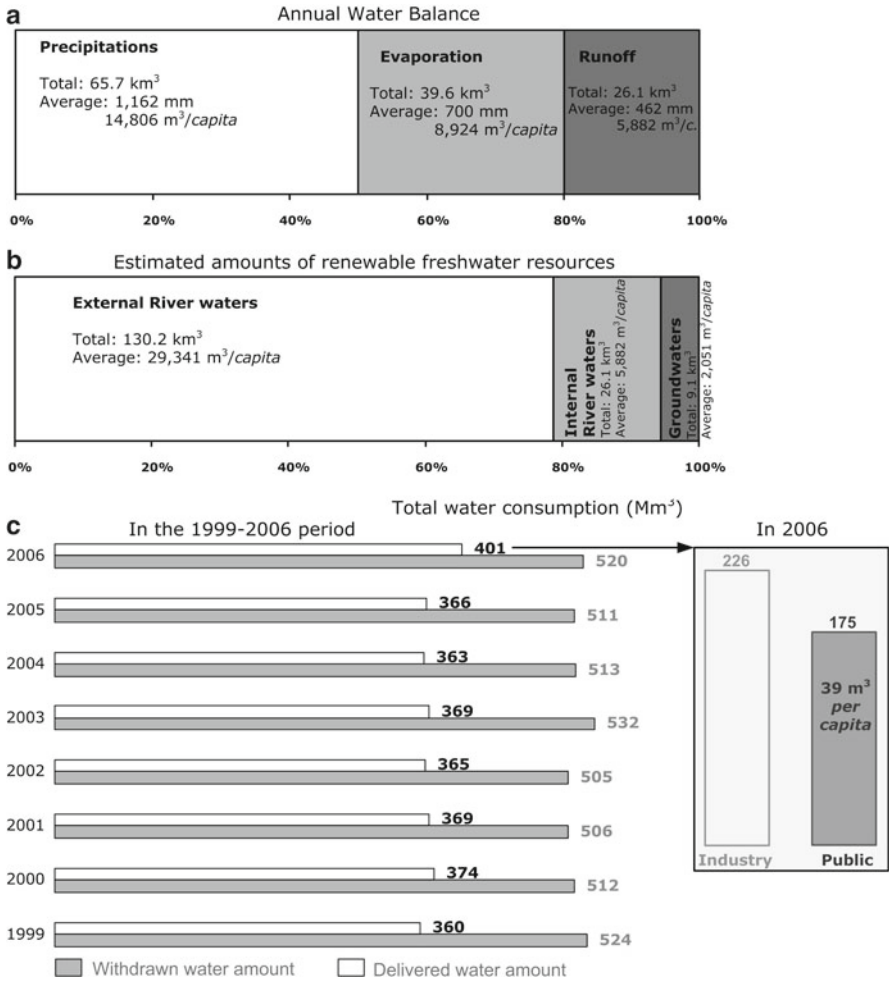 a
Annual Water Balance
Precipitations
Total: 65.7 km³
Average: 1,162 mm
14,806 m³/capita
Evaporation
Total: 39.6 km³
Average: 700 mm
8,924 m³/capita
Runoff
Total: 26.1 km³
Average: 462 mm
5,882 m³/c.
0% 20% 40% 60% 80% 100%
b
Estimated amounts of renewable freshwater resources
External River waters
Total: 130.2 km³
Average: 29,341 m³/capita
Internal
River waters
Total: 26.1 km³
Average: 5,882 m³/capita
Groundwaters
Total: 9.1 km³
Average: 2,051 m³/capita
0% 20% 40% 60% 80% 100%
Total water consumption (Mm³)
c
In the 1999-2006 period
In 2006
2006 401
520
2005 366
511
2004 363
513
2003 369
532
2002 365
505
2001 369
506
2000 374
512
1999 360
524
226
175
39 m³
per
capita
Industry Public
Withdrawn water amount Delivered water amount